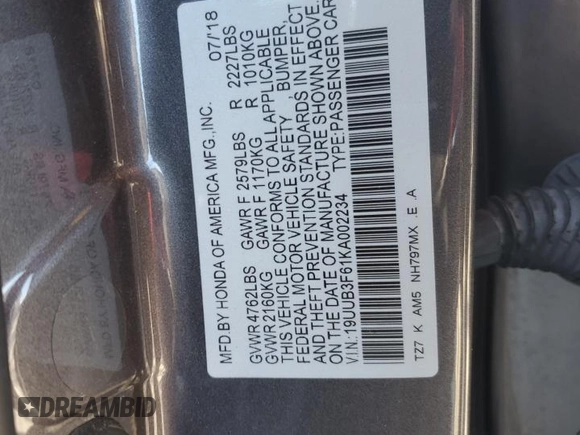 MFD.BY HONDA OF AMERICA MFG.,INC. 07/18
GVWR 4762LBS GAWR F 2579LBS R 2227LBS
GVWR 2160KG GAWR F 1170KG R 1010KG
THIS VEHICLE CONFORMS TO ALL APPLICABLE
FEDERAL MOTOR VEHICLE SAFETY BUMPER,
AND THEFT PREVENTION STANDARDS IN EFFECT
ON THE DATE OF MANUFACTURE SHOWN ABOVE.
V.I.N.:19UUB3F61KA002234 TYPE:PASSENGER CAR
TZ7 K AM5 NH797MX .E .A
DREAMBID